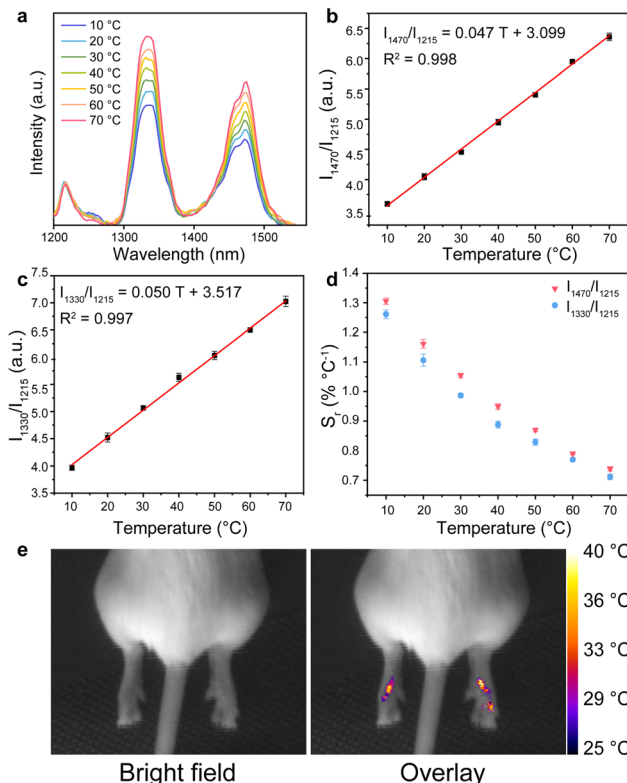 a
10 °C
20 °C
30 °C
40 °C
50 °C
60 °C
70 °C
Intensity (a.u.)
1200 1300 1400 1500
Wavelength (nm)
b
I1470/I1215 = 0.047 T + 3.099
R² = 0.998
I1470/I1215 (a.u.)
6.5
6.0
5.5
5.0
4.5
4.0
3.5
10 20 30 40 50 60 70
Temperature (°C)
c
I1330/I1215 = 0.050 T + 3.517
R² = 0.997
I1330/I1215 (a.u.)
7.5
7.0
6.5
6.0
5.5
5.0
4.5
4.0
3.5
10 20 30 40 50 60 70
Temperature (°C)
d
I1470/I1215
I1330/I1215
Sr (% °C⁻¹)
1.4
1.3
1.2
1.1
1.0
0.9
0.8
0.7
10 20 30 40 50 60 70
Temperature (°C)
e
40 °C
36 °C
33 °C
29 °C
25 °C
Bright field
Overlay